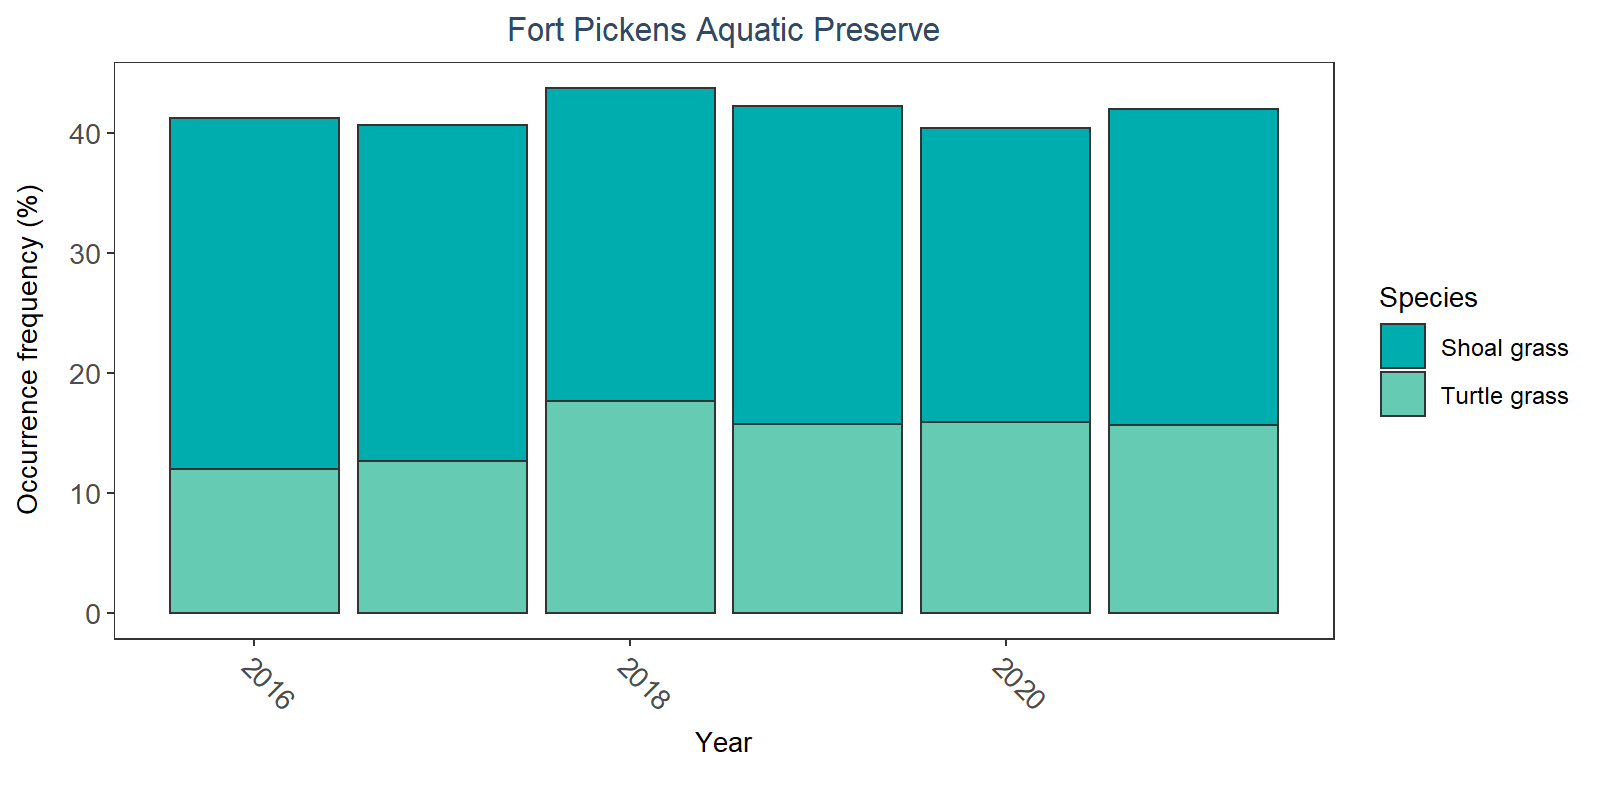 Fort Pickens Aquatic Preserve
Occurrence frequency (%)
40
30
20
10
0
2016
2018
2020
Year
Species
Shoal grass
Turtle grass